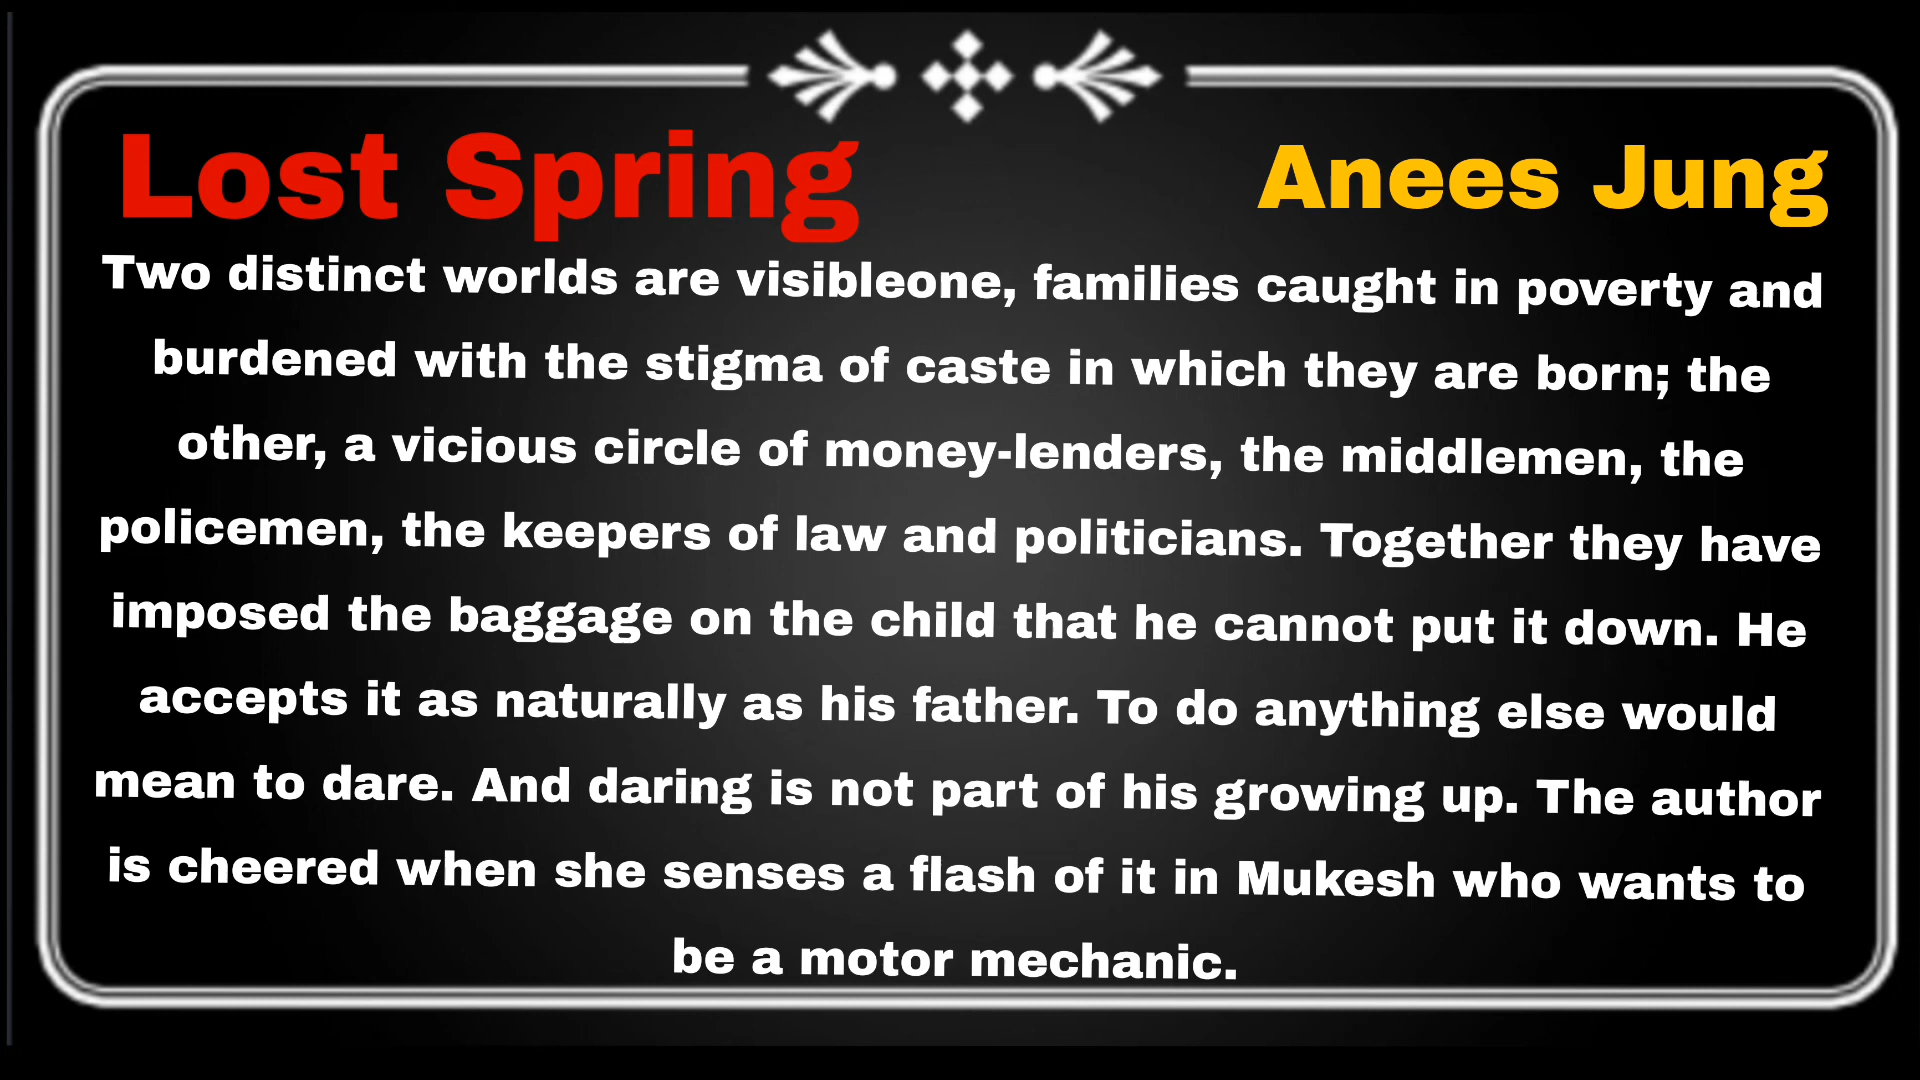 Lost Spring
Anees Jung
Two distinct worlds are visibleone, families caught in poverty and
burdened with the stigma of caste in which they are born; the
other, a vicious circle of money-lenders, the middlemen, the
policemen, the keepers of law and politicians. Together they have
imposed the baggage on the child that he cannot put it down. He
accepts it as naturally as his father. To do anything else would
mean to dare. And daring is not part of his growing up. The author
is cheered when she senses a flash of it in Mukesh who wants to
be a motor mechanic.